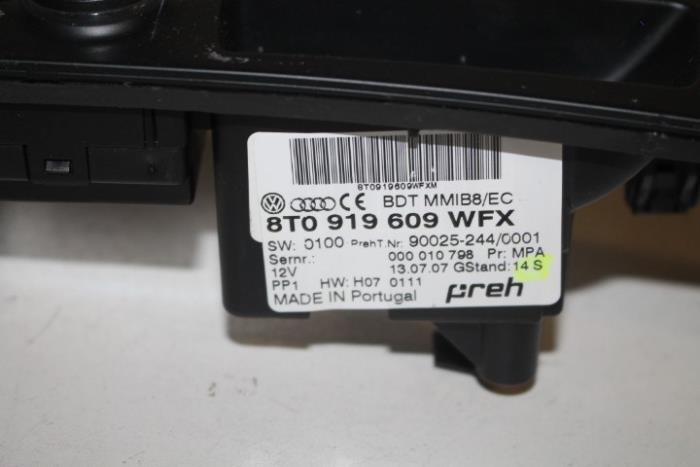 8T0919609WFXM
BDT MMIB8/EC
8T0 919 609 WFX
SW: 0100 PrehT.Nr: 90025-244/0001
Sernr.: 000 010 798 Pr: MPA
12V 13.07.07 GStand: 14 S
PP1 HW: H07 0111
MADE IN Portugal preh